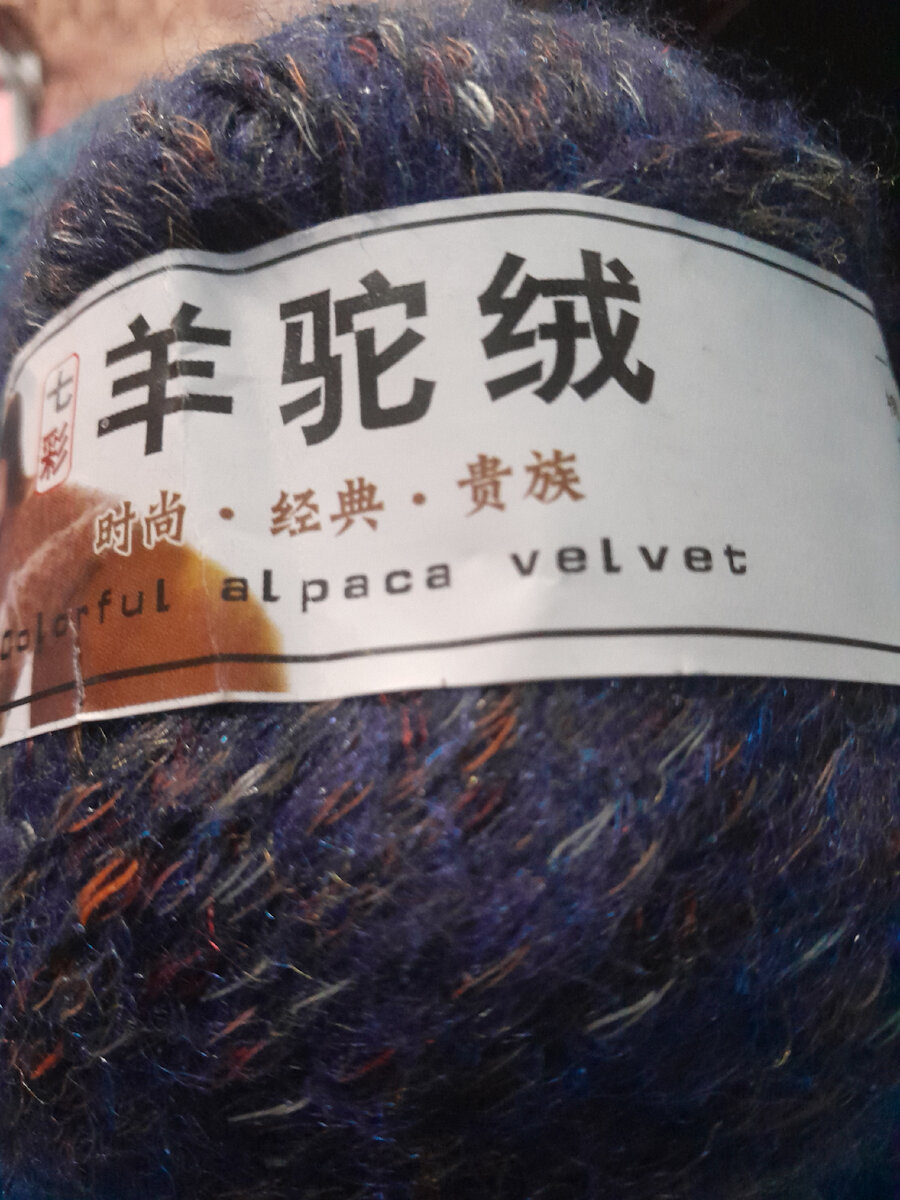 七彩
羊驼绒
时尚·经典·贵族
Colorful alpaca velvet